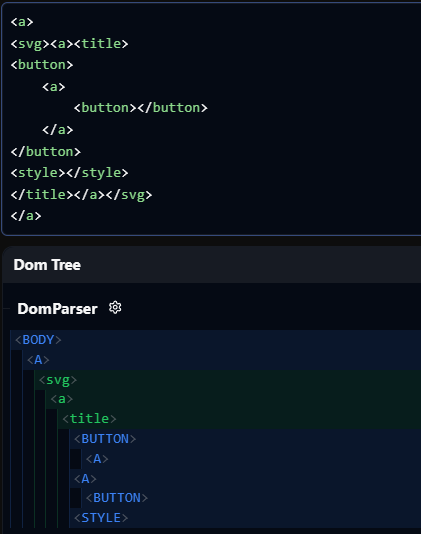 <a>
<svg><a><title>
<button>
<a>
<button></button>
</a>
</button>
<style></style>
</title></a></svg>
</a>
Dom Tree
DomParser
<BODY>
<A>
<svg>
<a>
<title>
<BUTTON>
<A>
<A>
<BUTTON>
<STYLE>